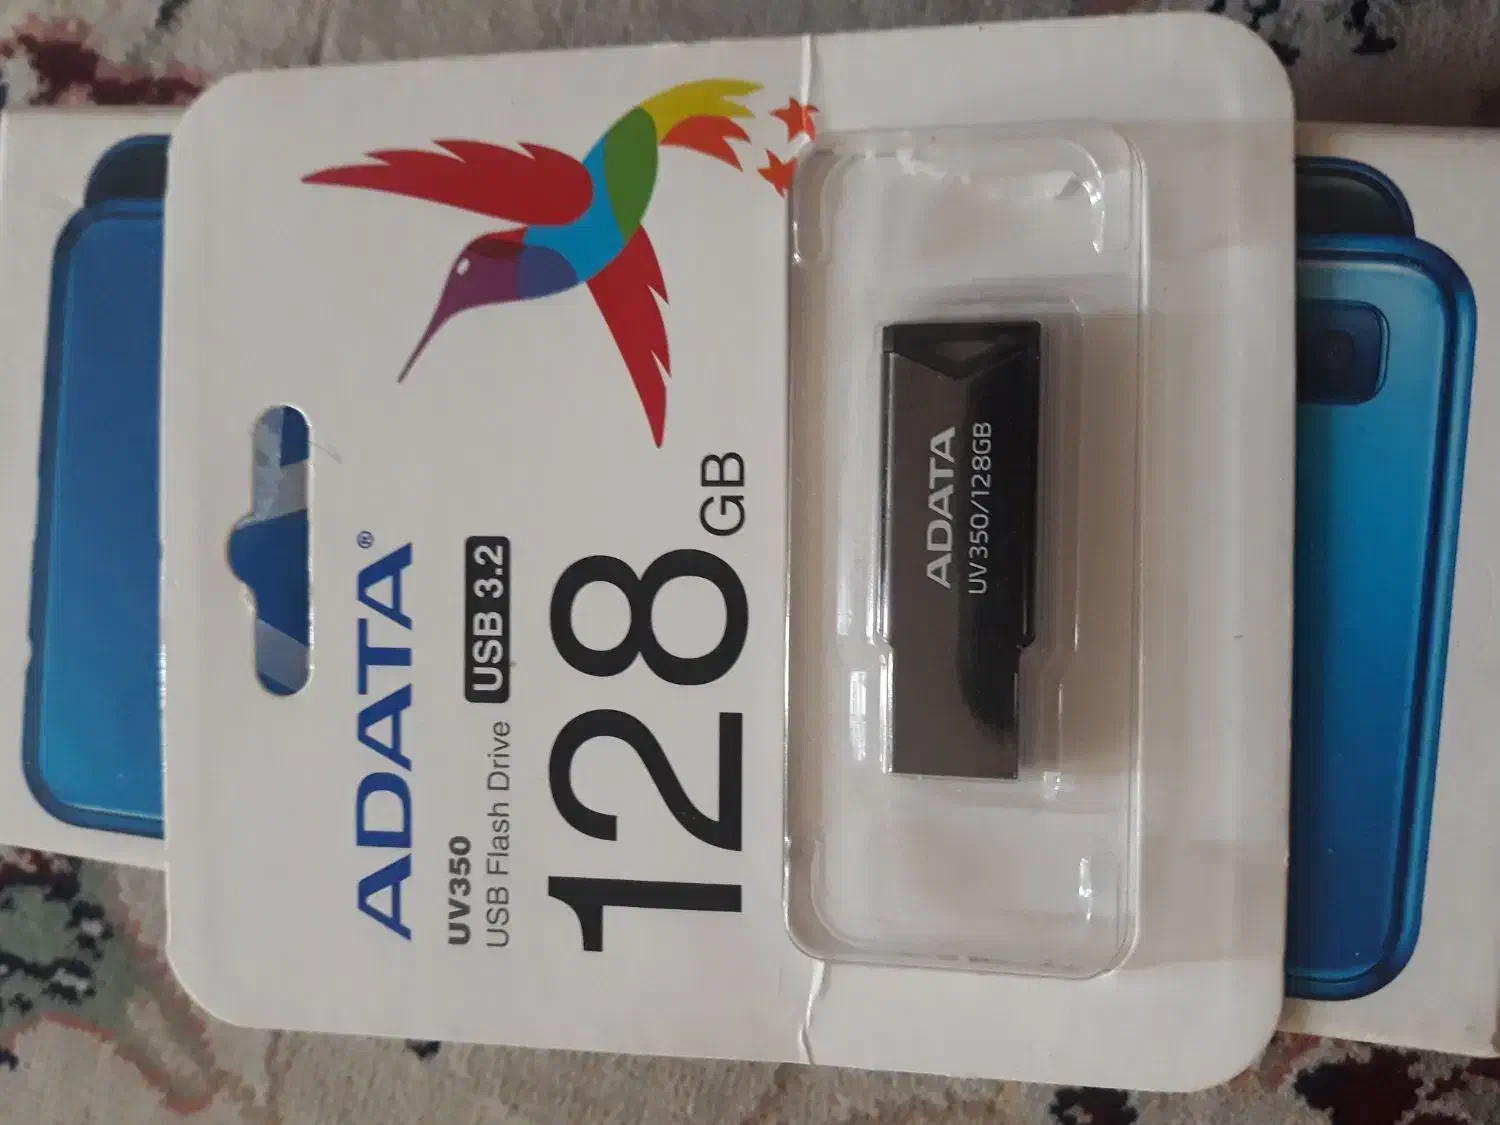 ADATA®
UV350
USB Flash Drive USB 3.2
128GB
ADATA
UV350/128GB